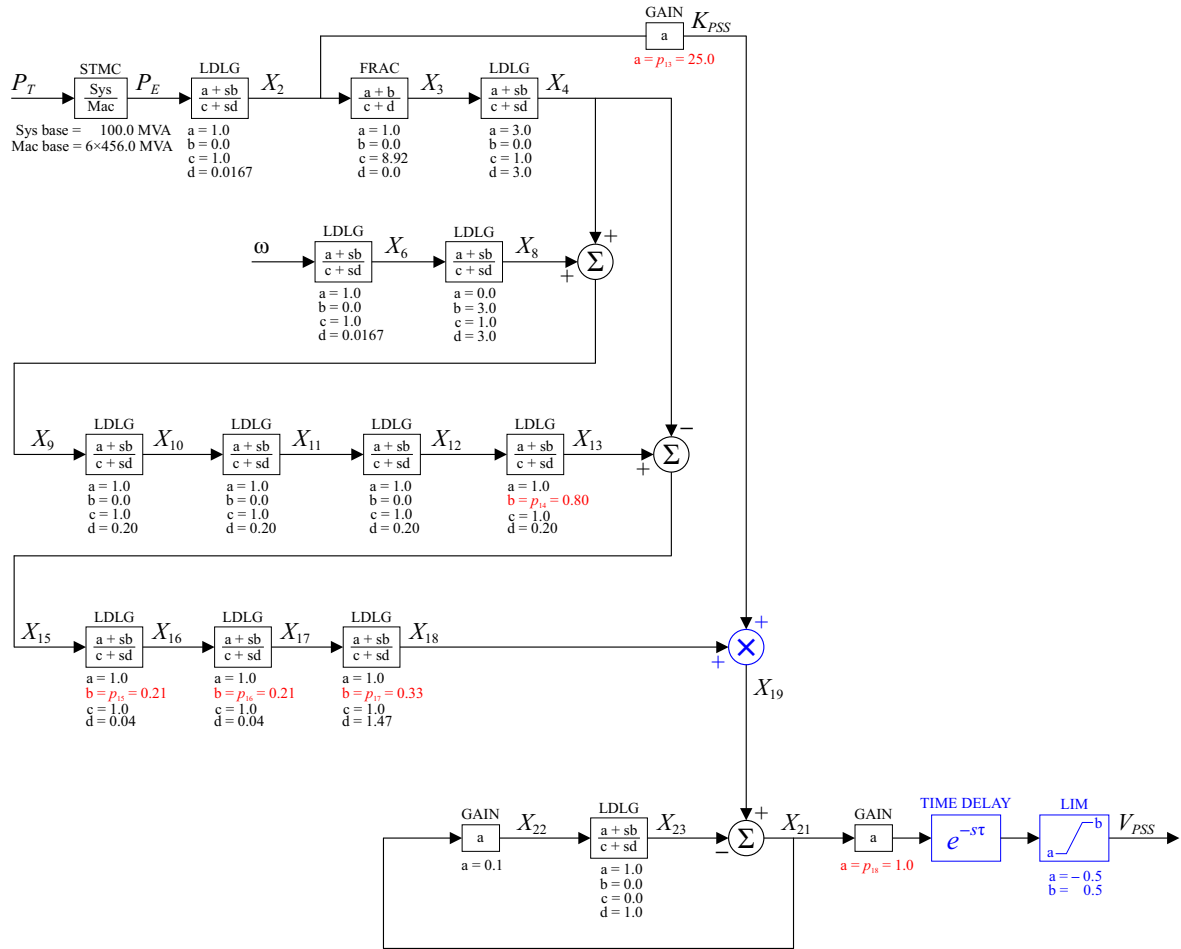 GAIN
K_PSS
a
a = p₁₃ = 25.0
STMC
LDLG
FRAC
LDLG
P_T
Sys
Mac
P_E
a + sb
c + sd
X₂
a + b
c + d
X₃
a + sb
c + sd
X₄
Sys base = 100.0 MVA
Mac base = 6×456.0 MVA
a = 1.0
b = 0.0
c = 1.0
d = 0.0167
a = 1.0
b = 0.0
c = 8.92
d = 0.0
a = 3.0
b = 0.0
c = 1.0
d = 3.0
LDLG
LDLG
ω
a + sb
c + sd
X₆
a + sb
c + sd
X₈
+
+
Σ
a = 1.0
b = 0.0
c = 1.0
d = 0.0167
a = 0.0
b = 3.0
c = 1.0
d = 3.0
LDLG
LDLG
LDLG
LDLG
X₉
a + sb
c + sd
X₁₀
a + sb
c + sd
X₁₁
a + sb
c + sd
X₁₂
a + sb
c + sd
X₁₃
−
+
Σ
a = 1.0
b = 0.0
c = 1.0
d = 0.20
a = 1.0
b = 0.0
c = 1.0
d = 0.20
a = 1.0
b = 0.0
c = 1.0
d = 0.20
a = 1.0
b = p₁₄ = 0.80
c = 1.0
d = 0.20
LDLG
LDLG
LDLG
X₁₅
a + sb
c + sd
X₁₆
a + sb
c + sd
X₁₇
a + sb
c + sd
X₁₈
+
+
×
a = 1.0
b = p₁₅ = 0.21
c = 1.0
d = 0.04
a = 1.0
b = p₁₆ = 0.21
c = 1.0
d = 0.04
a = 1.0
b = p₁₇ = 0.33
c = 1.0
d = 1.47
X₁₉
GAIN
LDLG
GAIN
TIME DELAY
LIM
a
X₂₂
a + sb
c + sd
X₂₃
+
−
Σ
X₂₁
a
e^−sτ
a
b
V_PSS
a = 0.1
a = 1.0
b = 0.0
c = 0.0
d = 1.0
a = p₁₈ = 1.0
a = − 0.5
b = 0.5